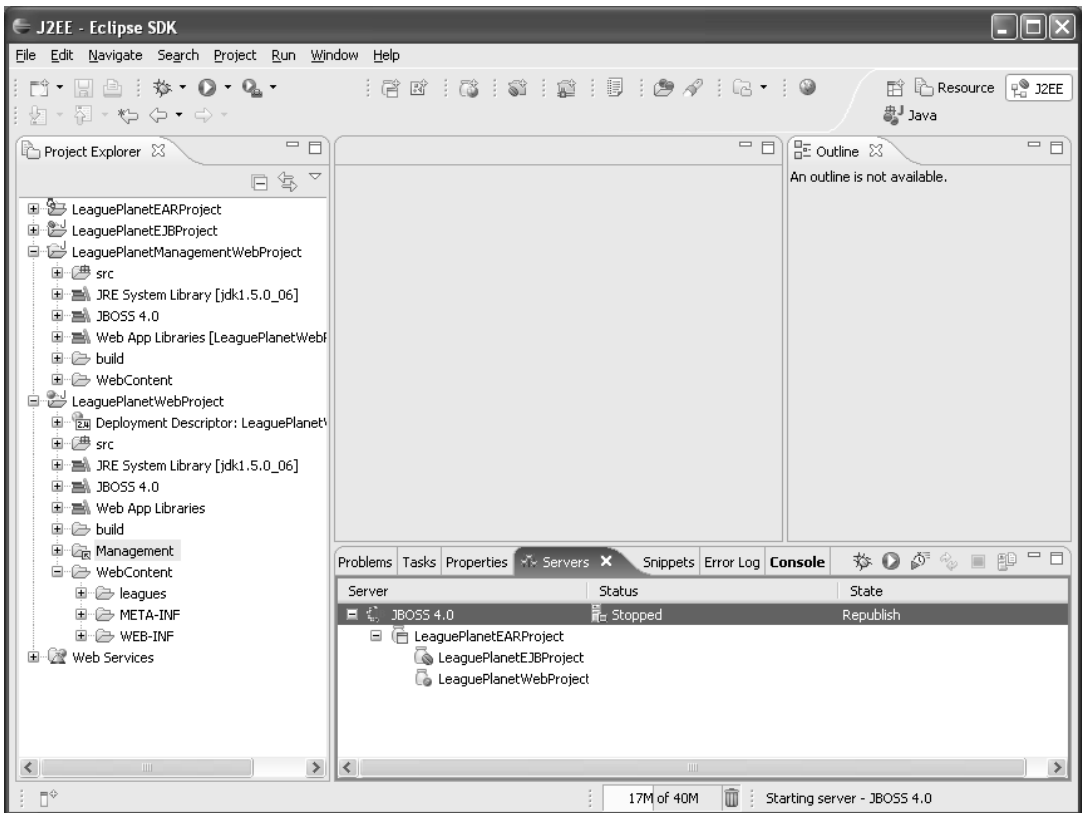 J2EE - Eclipse SDK
File Edit Navigate Search Project Run Window Help
Resource J2EE
Java
Project Explorer
Outline
An outline is not available.
LeaguePlanetEARProject
LeaguePlanetEJBProject
LeaguePlanetManagementWebProject
src
JRE System Library [jdk1.5.0_06]
JBOSS 4.0
Web App Libraries [LeaguePlanetWebP
build
WebContent
LeaguePlanetWebProject
2.4 Deployment Descriptor: LeaguePlanetW
src
JRE System Library [jdk1.5.0_06]
JBOSS 4.0
Web App Libraries
build
Management
WebContent
leagues
META-INF
WEB-INF
Web Services
Problems Tasks Properties Servers Snippets Error Log Console
Server Status State
JBOSS 4.0 Stopped Republish
LeaguePlanetEARProject
LeaguePlanetEJBProject
LeaguePlanetWebProject
17M of 40M Starting server - JBOSS 4.0